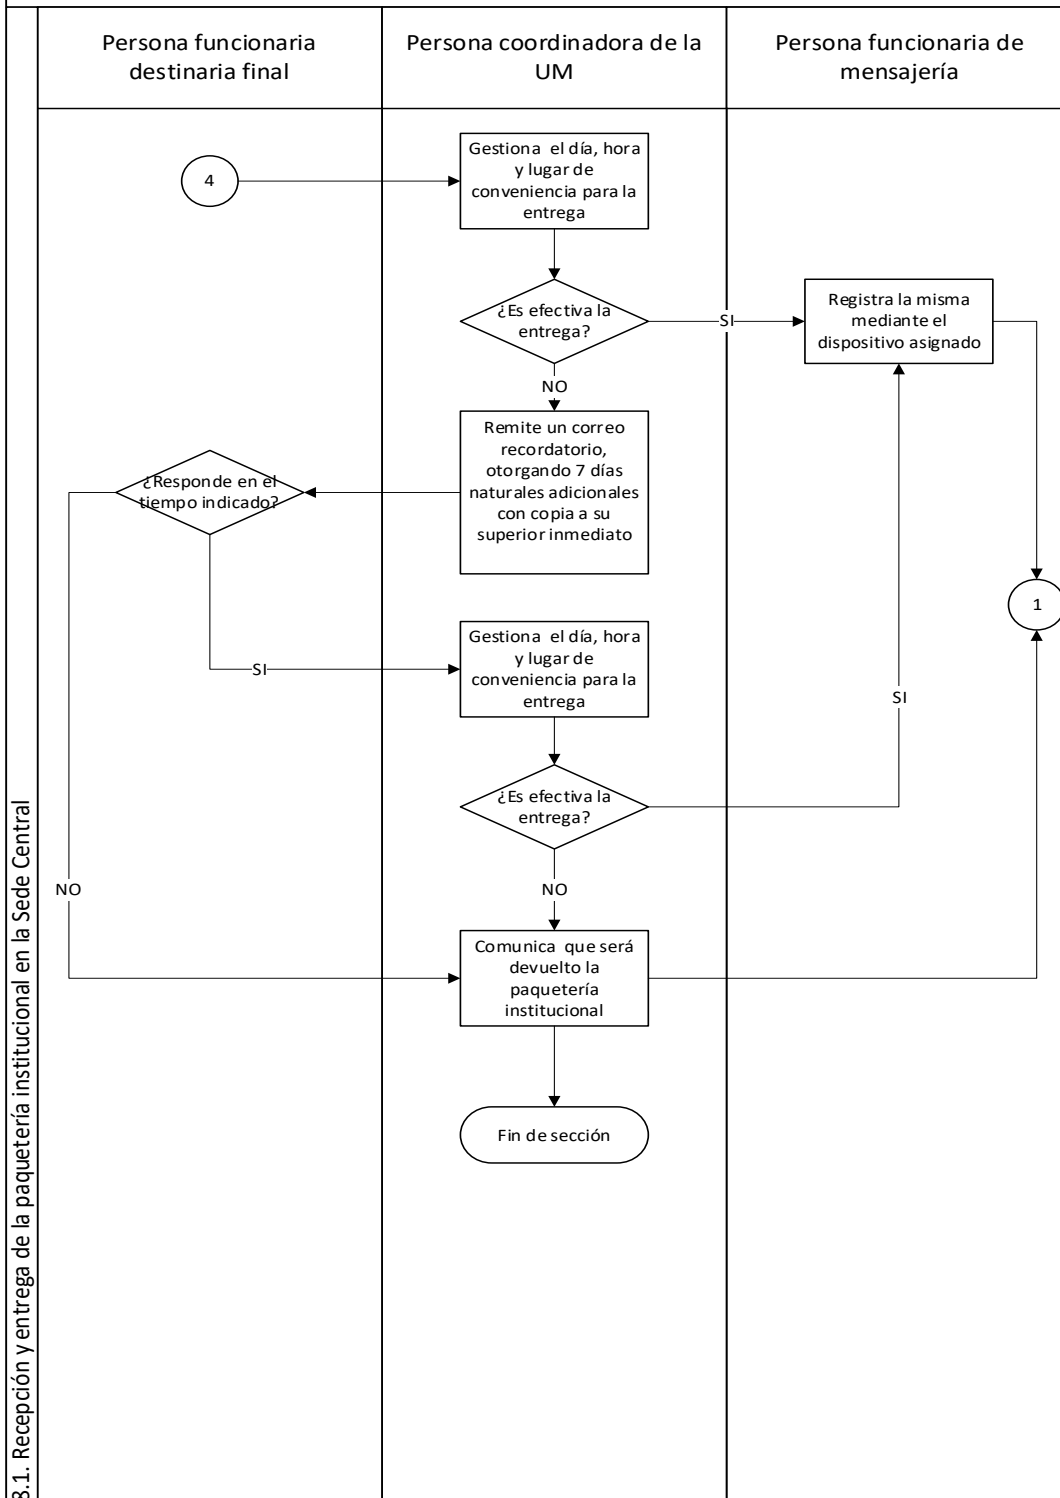 Persona funcionaria
destinaria final
Persona coordinadora de la
UM
Persona funcionaria de
mensajería
4
Gestiona el día, hora
y lugar de
conveniencia para la
entrega
¿Es efectiva la
entrega?
SI
Registra la misma
mediante el
dispositivo asignado
NO
Remite un correo
recordatorio,
otorgando 7 días
naturales adicionales
con copia a su
superior inmediato
¿Responde en el
tiempo indicado?
1
Gestiona el día, hora
y lugar de
conveniencia para la
entrega
SI
SI
¿Es efectiva la
entrega?
NO
NO
Comunica que será
devuelto la
paquetería
institucional
Fin de sección
8.1. Recepción y entrega de la paquetería institucional en la Sede Central